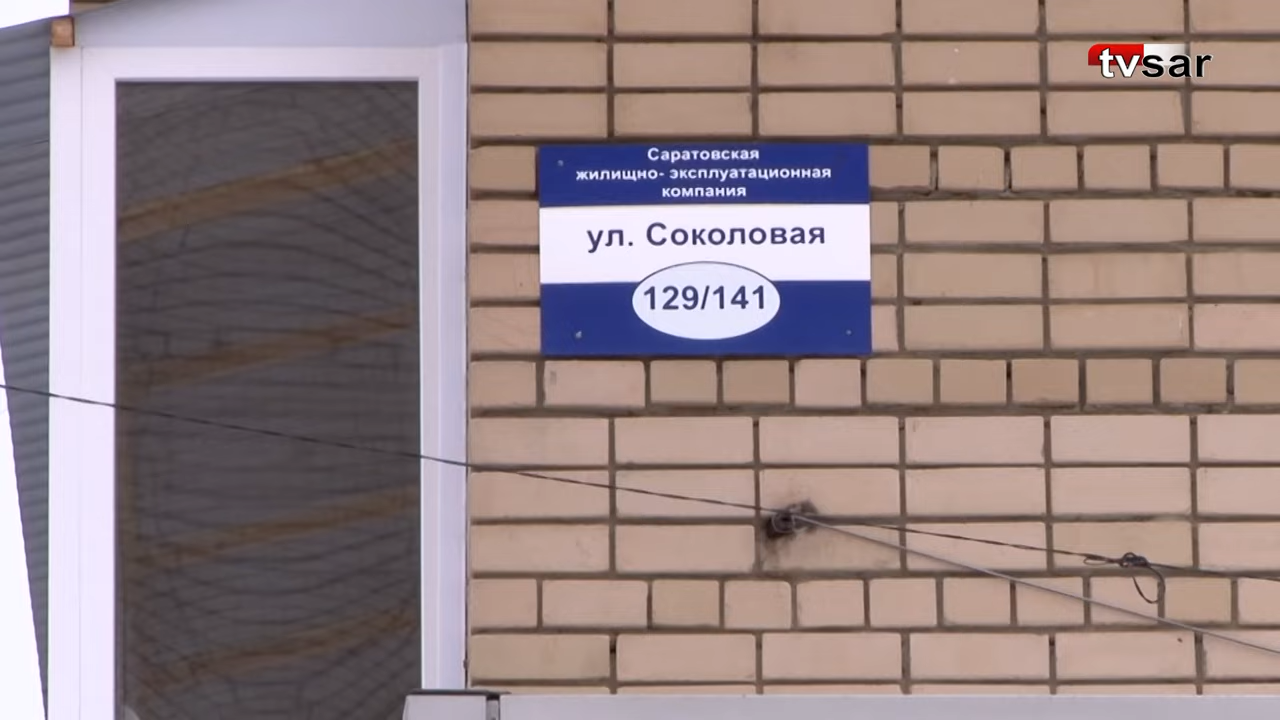 tvsar
Саратовская
жилищно- эксплуатационная
компания
ул. Соколовая
129/141